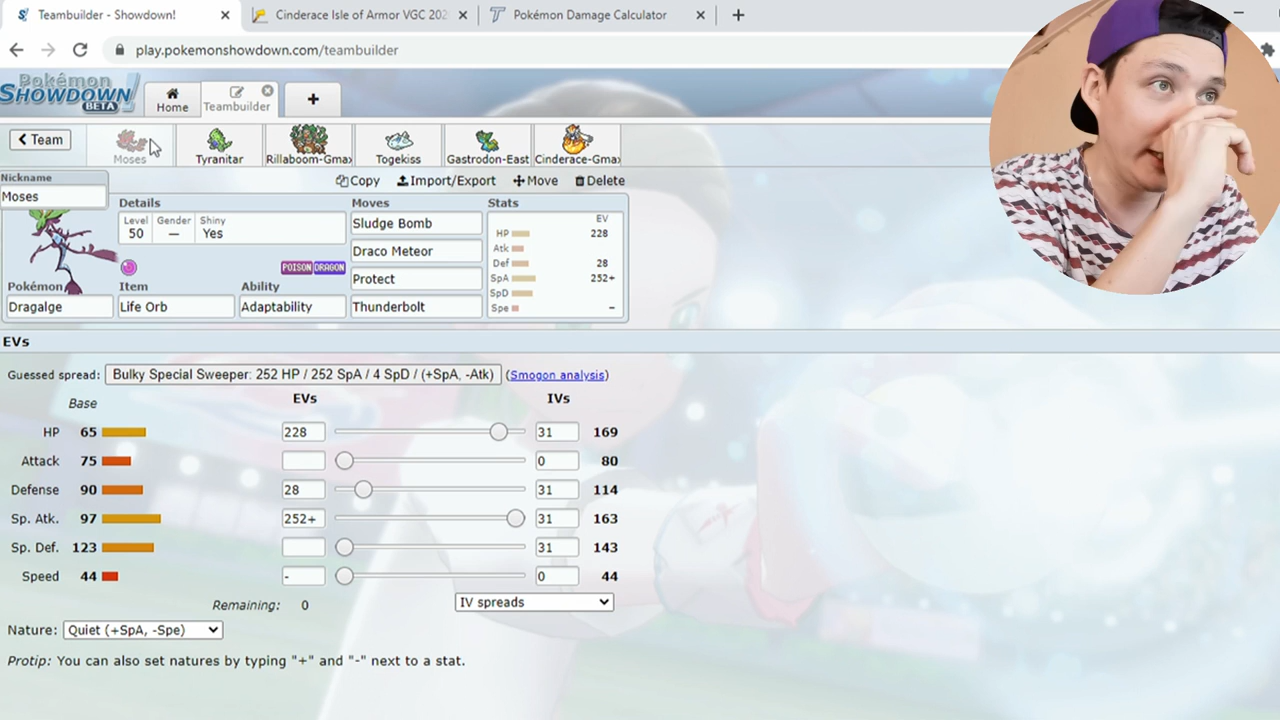 Teambuilder - Showdown!
Cinderace Isle of Armor VGC 202
Pokémon Damage Calculator
play.pokemonshowdown.com/teambuilder
Pokémon
SHOWDOWN
BETA
Home
Teambuilder
Team
Moses
Tyranitar
Rillaboom-Gmax
Togekiss
Gastrodon-East
Cinderace-Gmax
Nickname
Copy
Import/Export
Move
Delete
Moses
Details
Moves
Stats
Level
Gender
Shiny
50
—
Yes
Sludge Bomb
EV
HP 228
Atk
Draco Meteor
Def 28
POISON DRAGON
Protect
SpA 252+
Pokémon
Item
Ability
SpD
Dragalge
Life Orb
Adaptability
Thunderbolt
Spe –
EVs
Guessed spread: Bulky Special Sweeper: 252 HP / 252 SpA / 4 SpD / (+SpA, -Atk) (Smogon analysis)
Base EVs IVs
HP 65 228 31 169
Attack 75 0 80
Defense 90 28 31 114
Sp. Atk. 97 252+ 31 163
Sp. Def. 123 31 143
Speed 44 - 0 44
Remaining: 0
IV spreads
Nature: Quiet (+SpA, -Spe)
Protip: You can also set natures by typing "+" and "-" next to a stat.